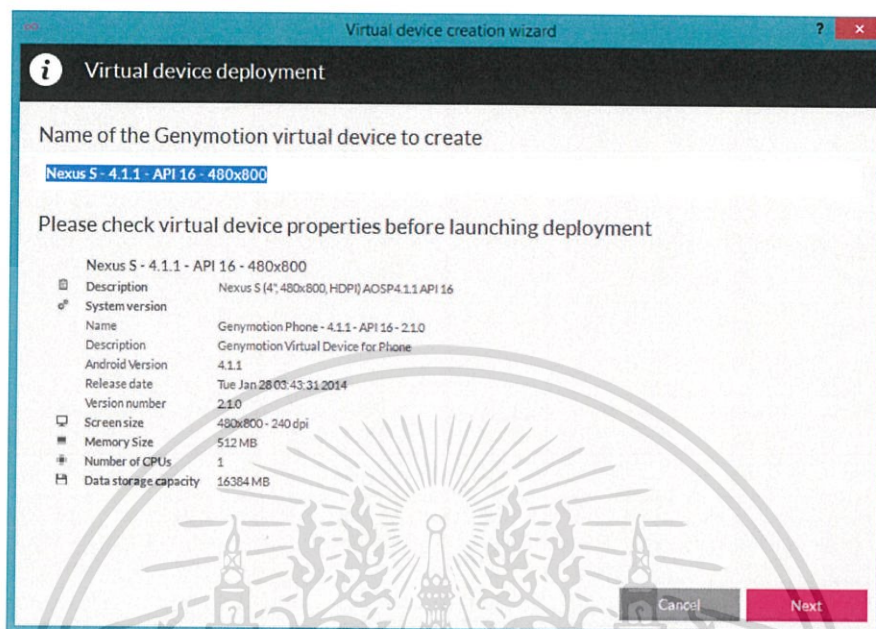 Virtual device creation wizard ? ×
i Virtual device deployment
Name of the Genymotion virtual device to create
Nexus S - 4.1.1 - API 16 - 480x800
Please check virtual device properties before launching deployment
Nexus S - 4.1.1 - API 16 - 480x800
Description Nexus S (4", 480x800, HDPI) AOSP 4.1.1 API 16
System version
Name Genymotion Phone - 4.1.1 - API 16 - 2.1.0
Description Genymotion Virtual Device for Phone
Android Version 4.1.1
Release date Tue Jan 28 03:43:31 2014
Version number 2.1.0
Screen size 480x800 - 240 dpi
Memory Size 512 MB
Number of CPUs 1
Data storage capacity 16384 MB
Cancel Next